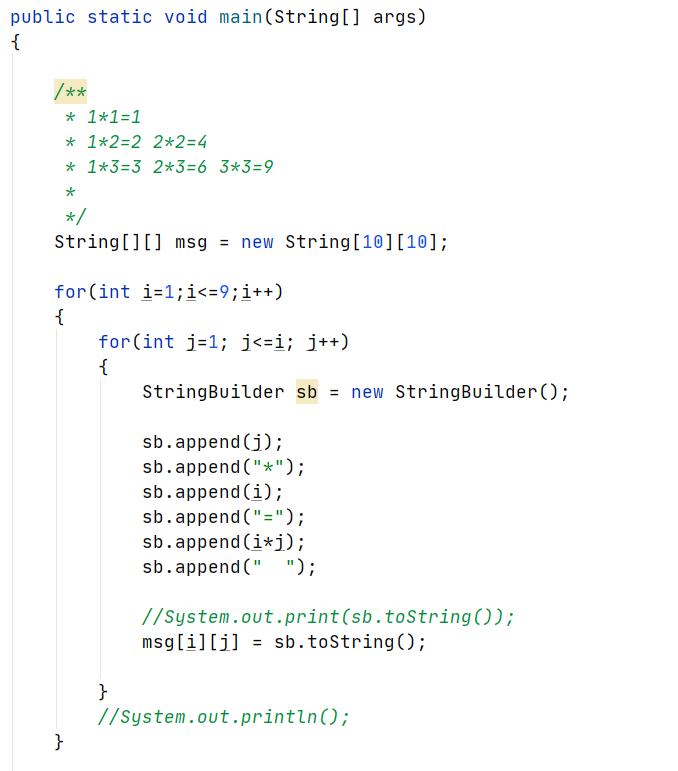 public static void main(String[] args)
{
/**
* 1*1=1
* 1*2=2 2*2=4
* 1*3=3 2*3=6 3*3=9
*
*/
String[][] msg = new String[10][10];
for(int i=1;i<=9;i++)
{
for(int j=1; j<=i; j++)
{
StringBuilder sb = new StringBuilder();
sb.append(j);
sb.append("*");
sb.append(i);
sb.append("=");
sb.append(i*j);
sb.append("  ");
//System.out.print(sb.toString());
msg[i][j] = sb.toString();
}
//System.out.println();
}